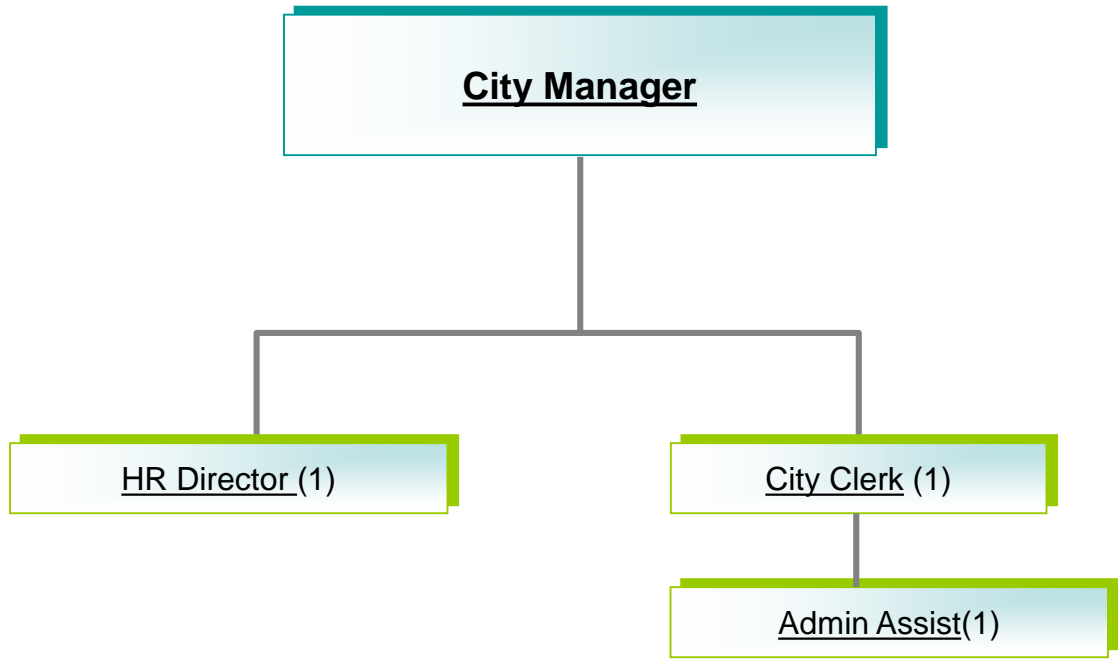 City Manager
HR Director (1)
City Clerk (1)
Admin Assist(1)